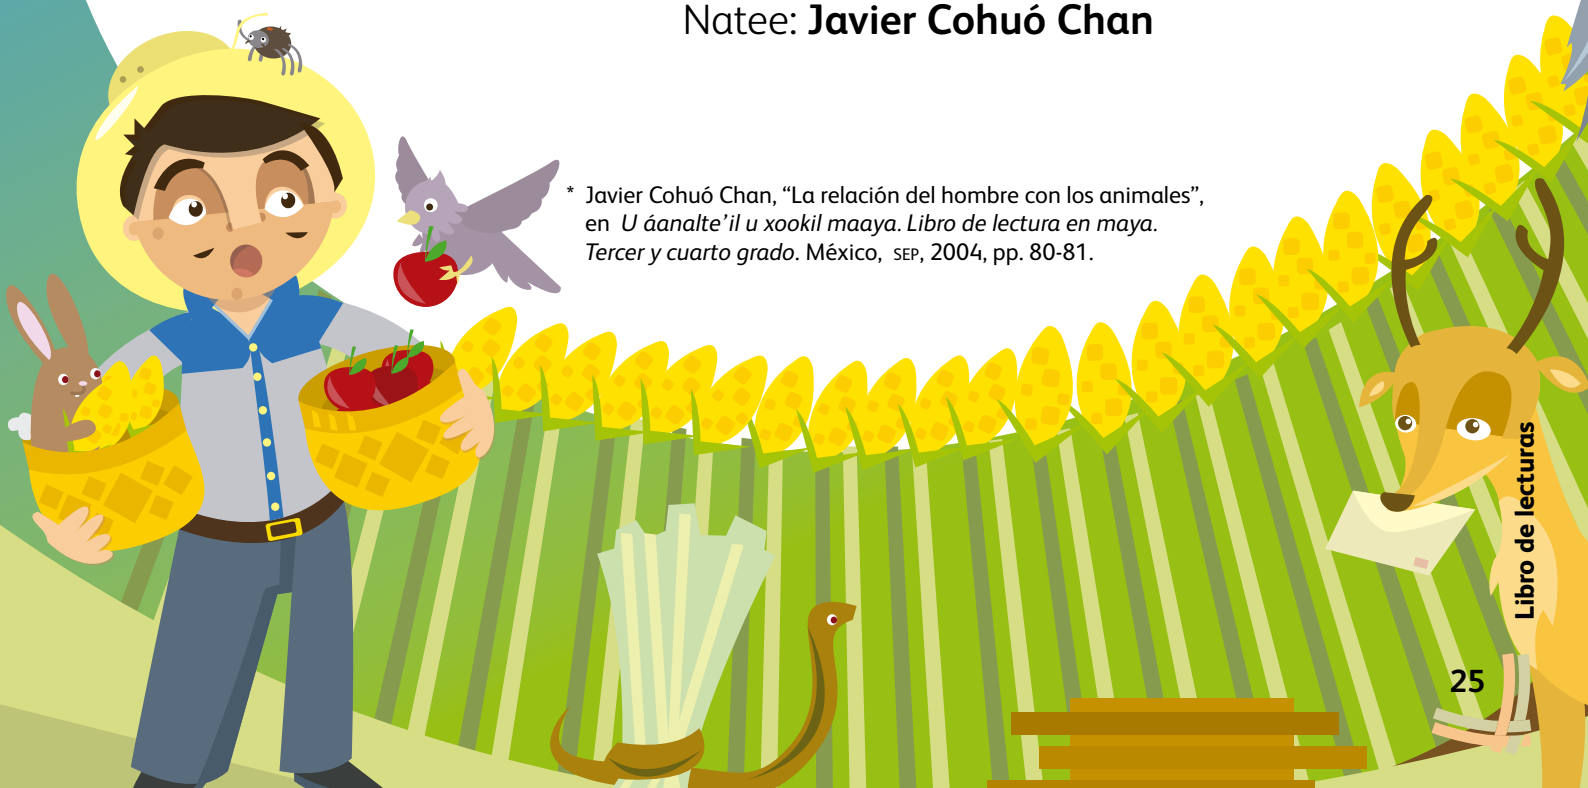 Natee: Javier Cohuó Chan
* Javier Cohuó Chan, “La relación del hombre con los animales”,
en U áanalte’il u xookil maaya. Libro de lectura en maya.
Tercer y cuarto grado. México, SEP, 2004, pp. 80-81.
Libro de lecturas
25